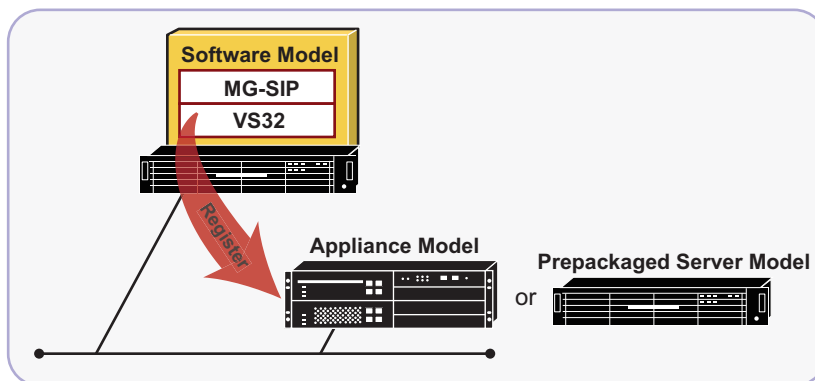 Software Model
MG-SIP
VS32
Register
Appliance Model
or
Prepackaged Server Model